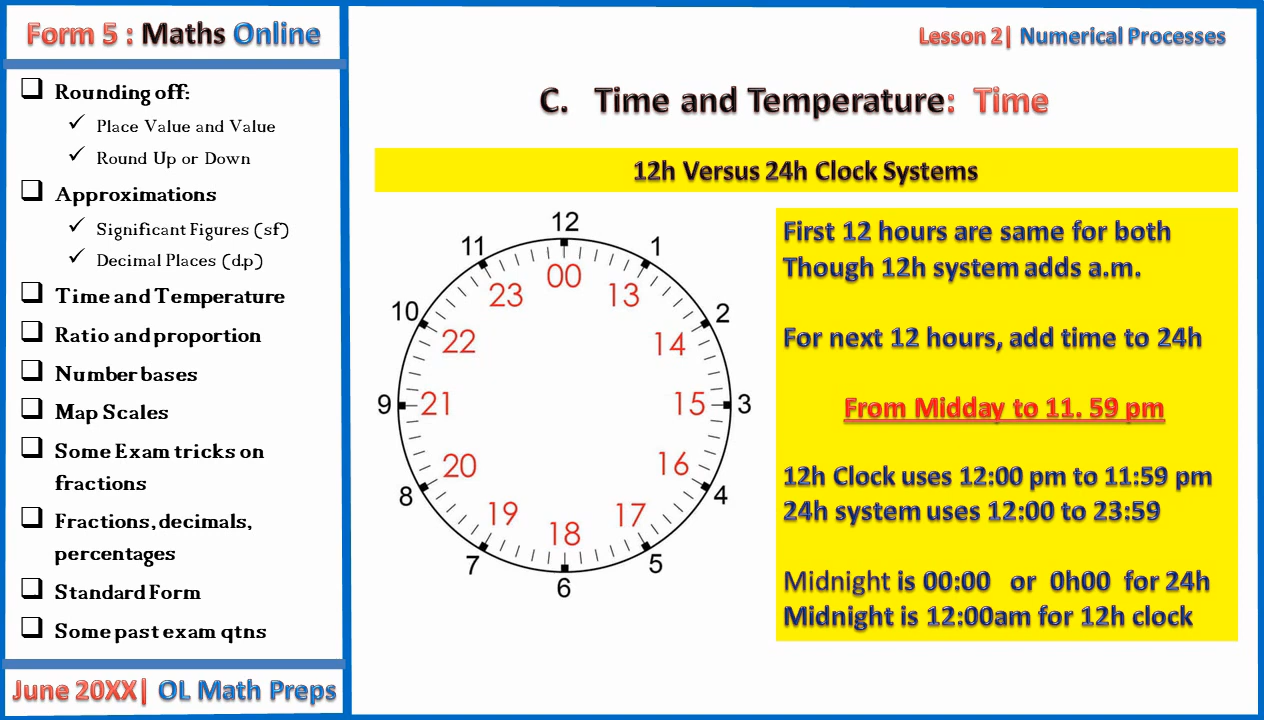 Form 5 : Maths Online
Rounding off:
Place Value and Value
Round Up or Down
Approximations
Significant Figures (sf)
Decimal Places (d.p)
Time and Temperature
Ratio and proportion
Number bases
Map Scales
Some Exam tricks on
fractions
Fractions, decimals,
percentages
Standard Form
Some past exam qtns
June 20XX| OL Math Preps
Lesson 2| Numerical Processes
C. Time and Temperature: Time
12h Versus 24h Clock Systems
12
11 1
00
23 13
10 2
22 14
9 21 15 3
20 16
8 4
19 17
18
7 5
6
First 12 hours are same for both
Though 12h system adds a.m.
For next 12 hours, add time to 24h
From Midday to 11. 59 pm
12h Clock uses 12:00 pm to 11:59 pm
24h system uses 12:00 to 23:59
Midnight is 00:00 or 0h00 for 24h
Midnight is 12:00am for 12h clock